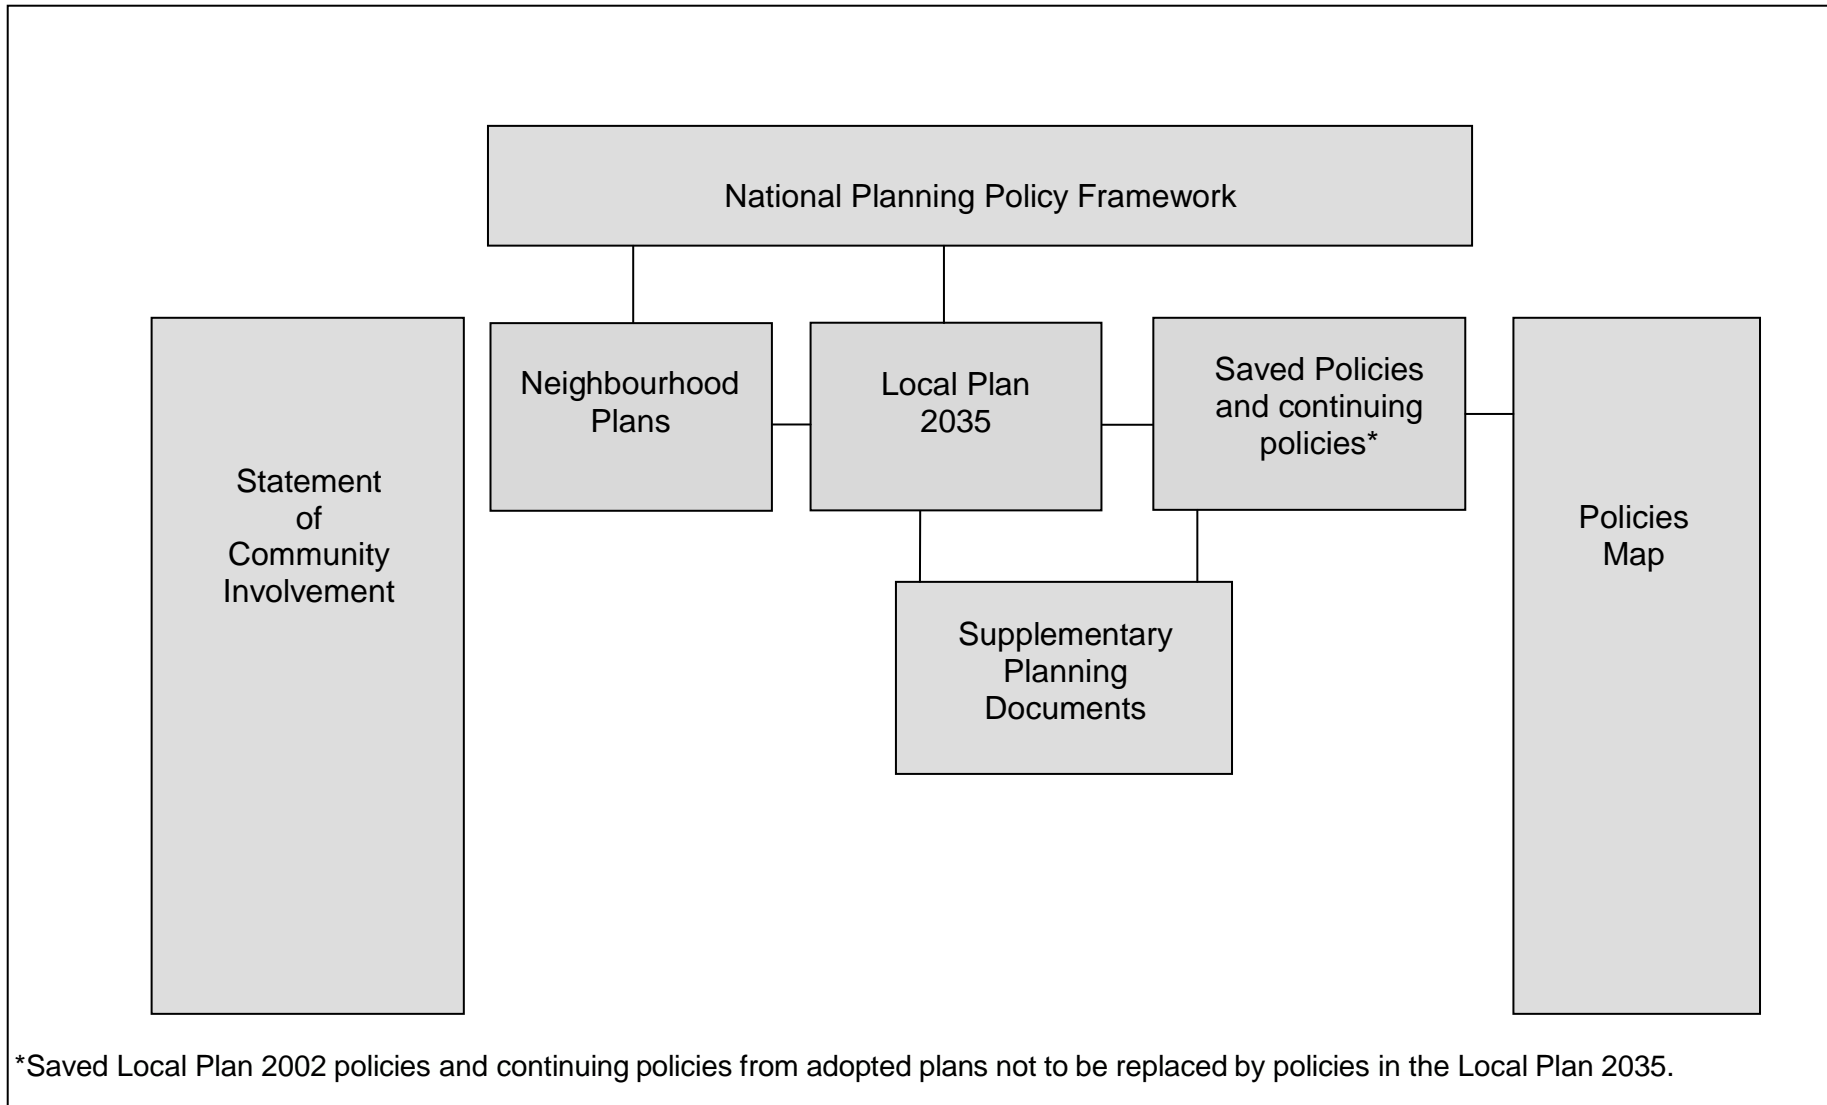 National Planning Policy Framework
Statement
of
Community
Involvement
Neighbourhood
Plans
Local Plan
2035
Saved Policies
and continuing
policies*
Policies
Map
Supplementary
Planning
Documents
*Saved Local Plan 2002 policies and continuing policies from adopted plans not to be replaced by policies in the Local Plan 2035.